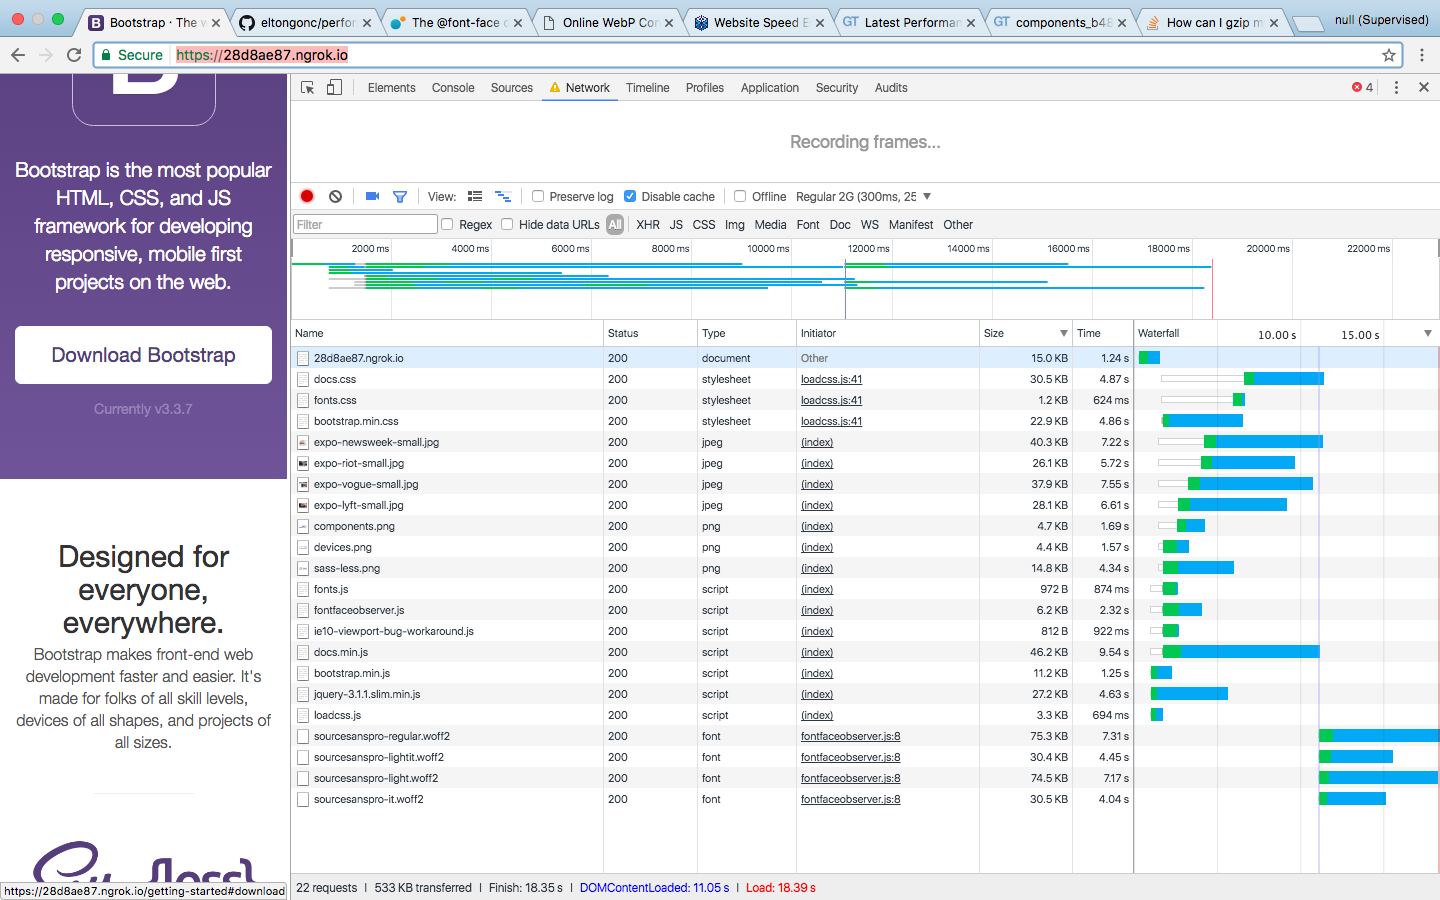 Bootstrap · The w
eltongonc/perfor
The @font-face d
Online WebP Con
Website Speed E
Latest Performan
components_b48
How can I gzip m
null (Supervised)
Secure https://28d8ae87.ngrok.io
Elements Console Sources Network Timeline Profiles Application Security Audits 4
Recording frames...
View: Preserve log Disable cache Offline Regular 2G (300ms, 25
Filter Regex Hide data URLs All XHR JS CSS Img Media Font Doc WS Manifest Other
2000 ms 4000 ms 6000 ms 8000 ms 10000 ms 12000 ms 14000 ms 16000 ms 18000 ms 20000 ms 22000 ms
Name Status Type Initiator Size Time Waterfall 10.00 s 15.00 s
28d8ae87.ngrok.io 200 document Other 15.0 KB 1.24 s
docs.css 200 stylesheet loadcss.js:41 30.5 KB 4.87 s
fonts.css 200 stylesheet loadcss.js:41 1.2 KB 624 ms
bootstrap.min.css 200 stylesheet loadcss.js:41 22.9 KB 4.86 s
expo-newsweek-small.jpg 200 jpeg (index) 40.3 KB 7.22 s
expo-riot-small.jpg 200 jpeg (index) 26.1 KB 5.72 s
expo-vogue-small.jpg 200 jpeg (index) 37.9 KB 7.55 s
expo-lyft-small.jpg 200 jpeg (index) 28.1 KB 6.61 s
components.png 200 png (index) 4.7 KB 1.69 s
devices.png 200 png (index) 4.4 KB 1.57 s
sass-less.png 200 png (index) 14.8 KB 4.34 s
fonts.js 200 script (index) 972 B 874 ms
fontfaceobserver.js 200 script (index) 6.2 KB 2.32 s
ie10-viewport-bug-workaround.js 200 script (index) 812 B 922 ms
docs.min.js 200 script (index) 46.2 KB 9.54 s
bootstrap.min.js 200 script (index) 11.2 KB 1.25 s
jquery-3.1.1.slim.min.js 200 script (index) 27.2 KB 4.63 s
loadcss.js 200 script (index) 3.3 KB 694 ms
sourcesanspro-regular.woff2 200 font fontfaceobserver.js:8 75.3 KB 7.31 s
sourcesanspro-lightit.woff2 200 font fontfaceobserver.js:8 30.4 KB 4.45 s
sourcesanspro-light.woff2 200 font fontfaceobserver.js:8 74.5 KB 7.17 s
sourcesanspro-it.woff2 200 font fontfaceobserver.js:8 30.5 KB 4.04 s
22 requests | 533 KB transferred | Finish: 18.35 s | DOMContentLoaded: 11.05 s | Load: 18.39 s
B
Bootstrap is the most popular
HTML, CSS, and JS
framework for developing
responsive, mobile first
projects on the web.
Download Bootstrap
Currently v3.3.7
Designed for
everyone,
everywhere.
Bootstrap makes front-end web
development faster and easier. It's
made for folks of all skill levels,
devices of all shapes, and projects of
all sizes.
https://28d8ae87.ngrok.io/getting-started#download